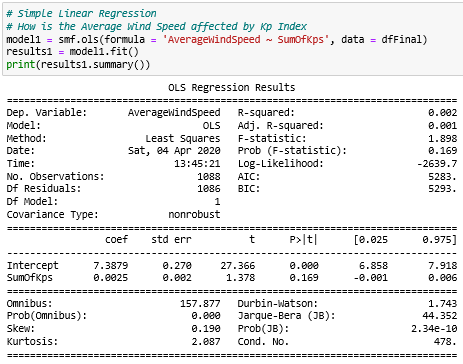 # Simple Linear Regression
# How is the Average Wind Speed affected by Kp Index
model1 = smf.ols(formula = 'AverageWindSpeed ~ SumOfKps', data = dfFinal)
results1 = model1.fit()
print(results1.summary())
OLS Regression Results
==============================================================================
Dep. Variable: AverageWindSpeed R-squared: 0.002
Model: OLS Adj. R-squared: 0.001
Method: Least Squares F-statistic: 1.898
Date: Sat, 04 Apr 2020 Prob (F-statistic): 0.169
Time: 13:45:21 Log-Likelihood: -2639.7
No. Observations: 1088 AIC: 5283.
Df Residuals: 1086 BIC: 5293.
Df Model: 1
Covariance Type: nonrobust
==============================================================================
coef std err t P>|t| [0.025 0.975]
------------------------------------------------------------------------------
Intercept 7.3879 0.270 27.366 0.000 6.858 7.918
SumOfKps 0.0025 0.002 1.378 0.169 -0.001 0.006
==============================================================================
Omnibus: 157.877 Durbin-Watson: 1.743
Prob(Omnibus): 0.000 Jarque-Bera (JB): 44.352
Skew: 0.190 Prob(JB): 2.34e-10
Kurtosis: 2.087 Cond. No. 478.
==============================================================================